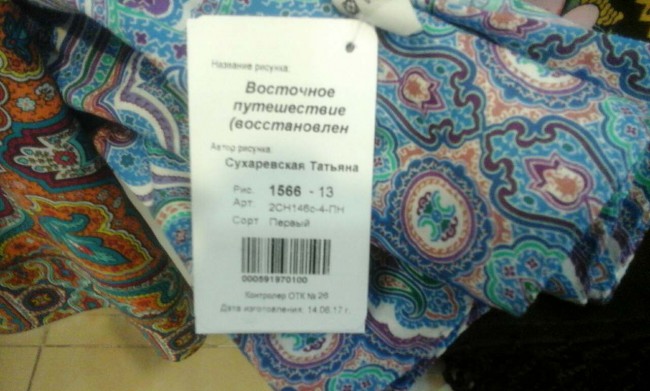 Название рисунка:
Восточное
путешествие
(восстановлен
Автор рисунка:
Сухаревская Татьяна
Рис. 1566 - 13
Арт: 2СН146с-4-ПН
Сорт Первый
000891970100
Контролер ОТК № 26
Дата изготовления: 14.06.17 г.